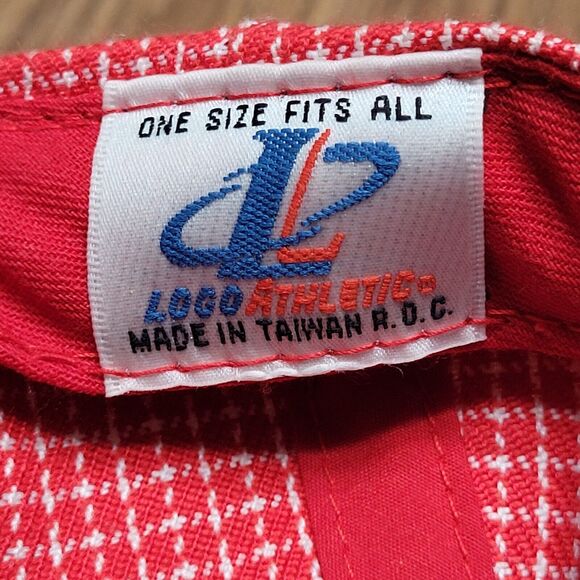 ONE SIZE FITS ALL
L
LOGO ATHLETIC®
MADE IN TAIWAN R.O.C.